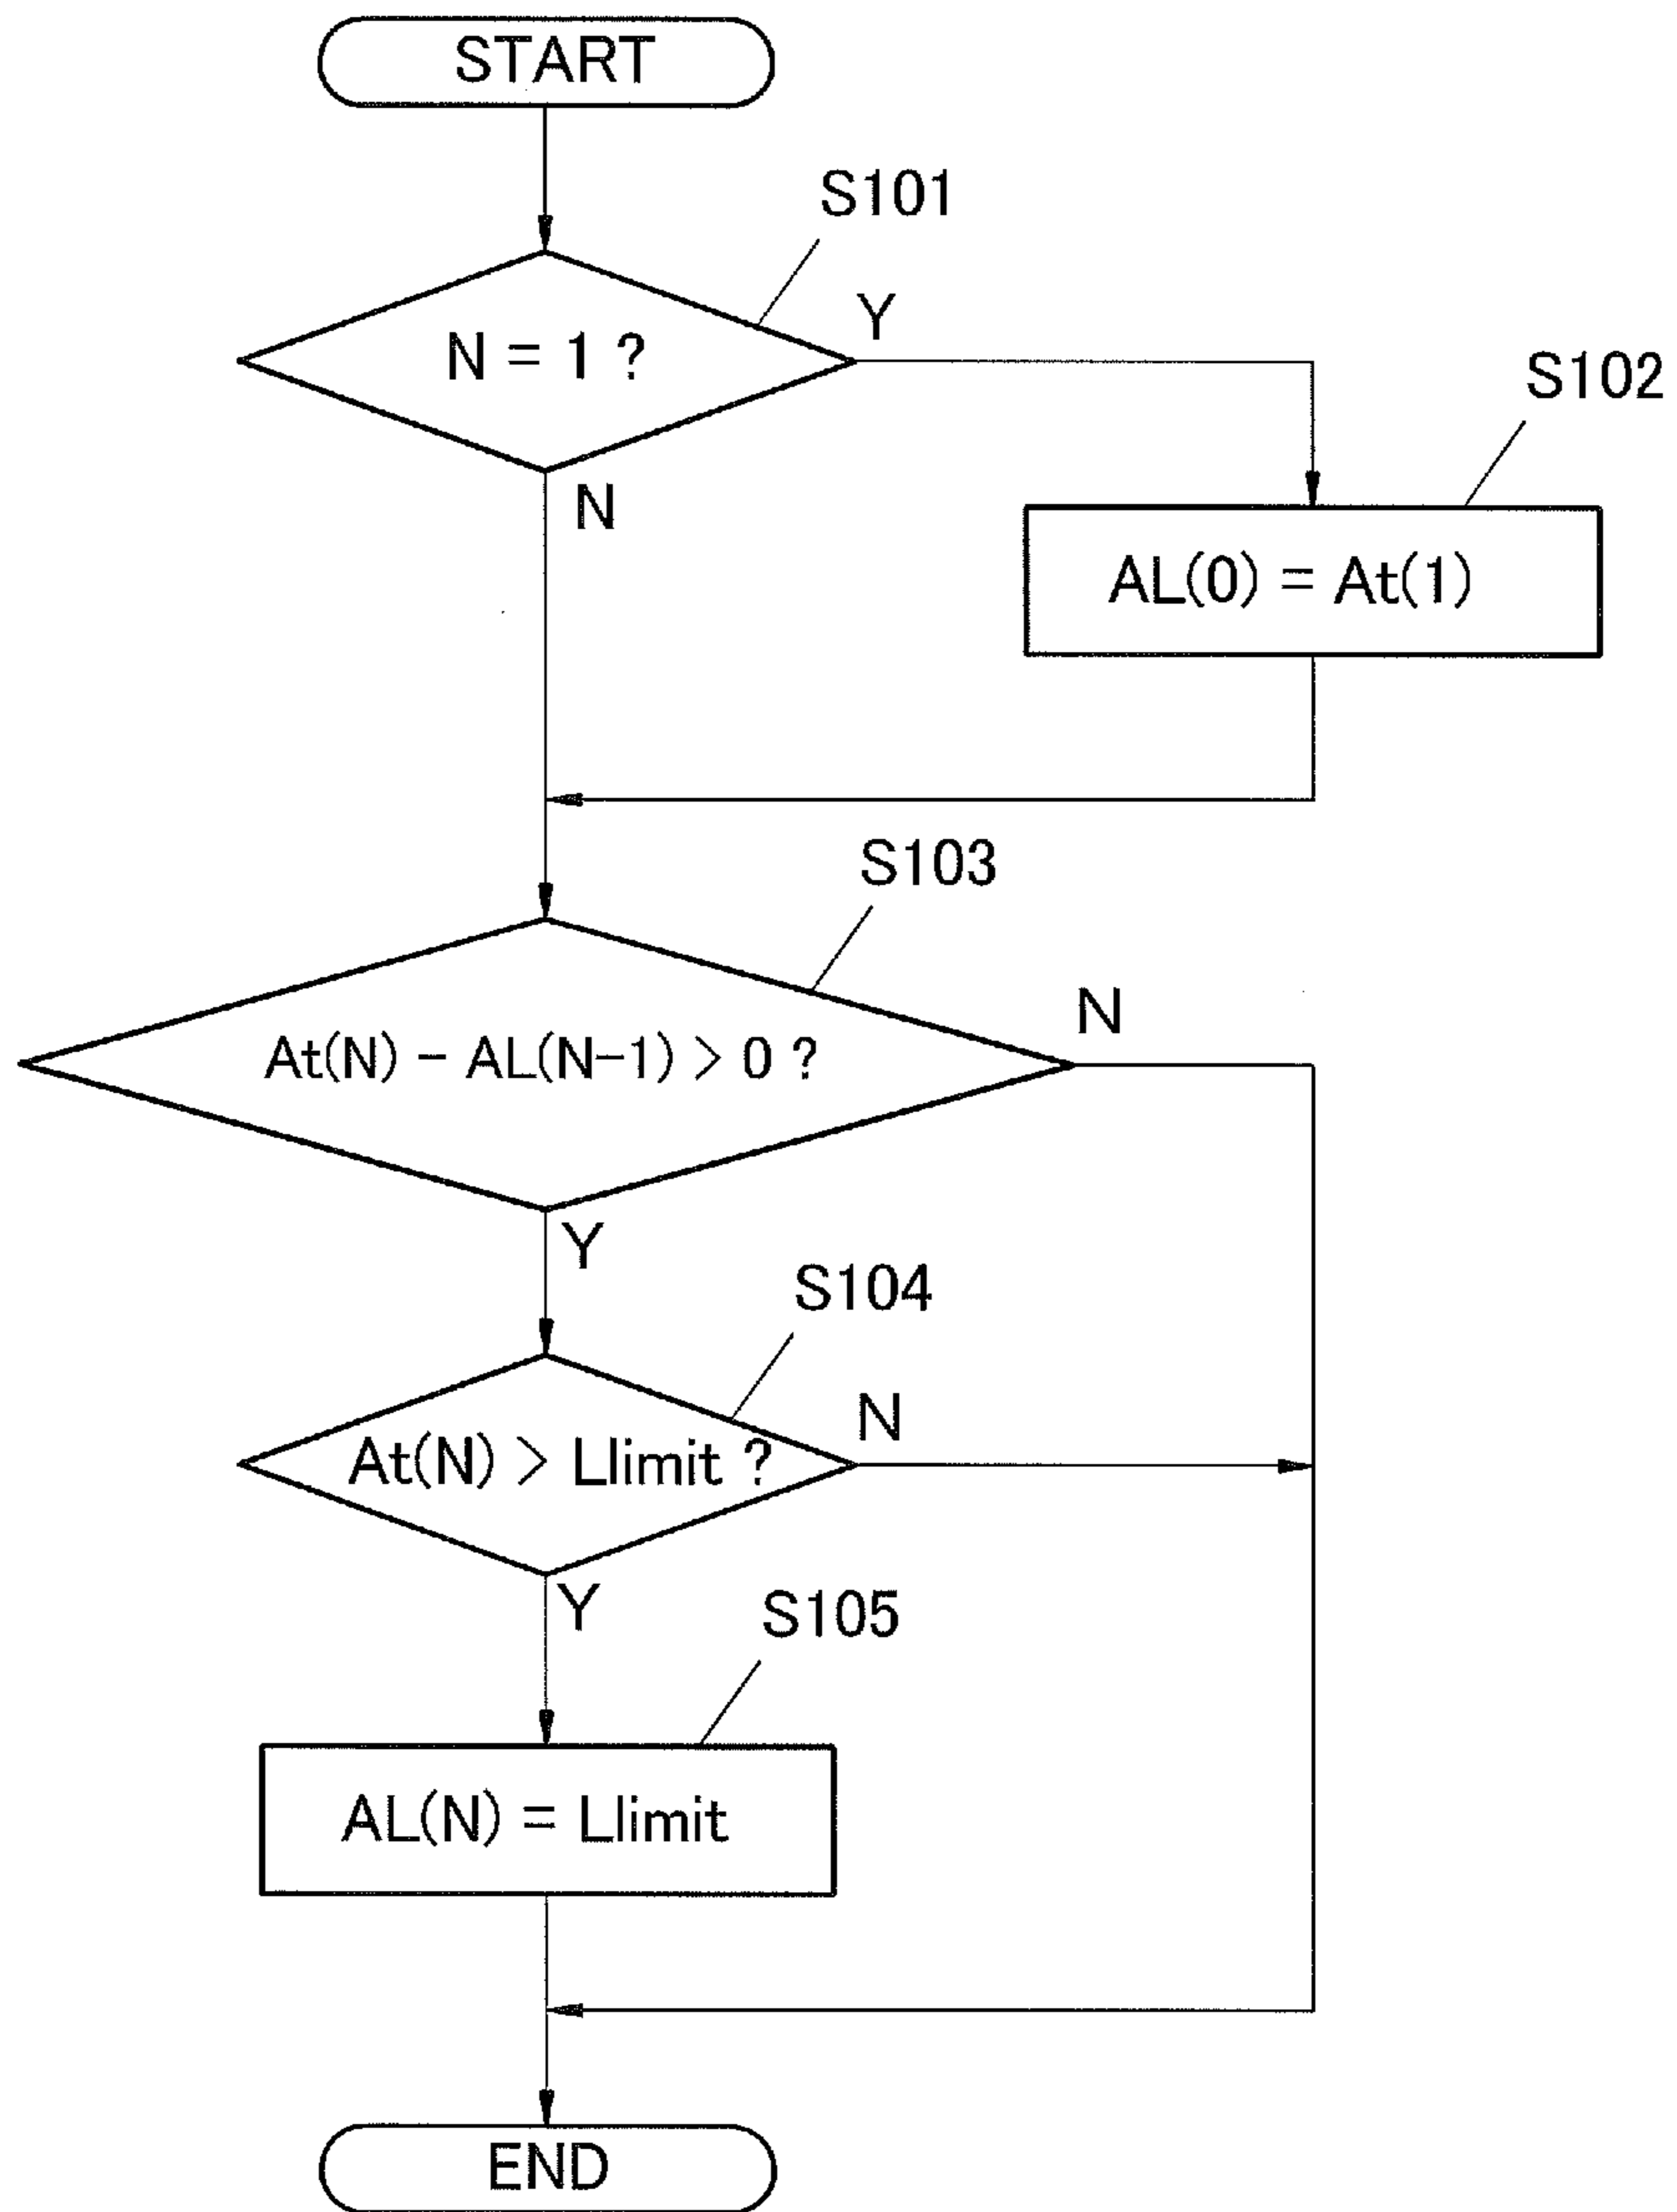 START
S101
N = 1 ?
Y
N
S102
AL(0) = At(1)
S103
At(N) - AL(N-1) > 0 ?
N
Y
S104
At(N) > Llimit ?
N
Y
S105
AL(N) = Llimit
END